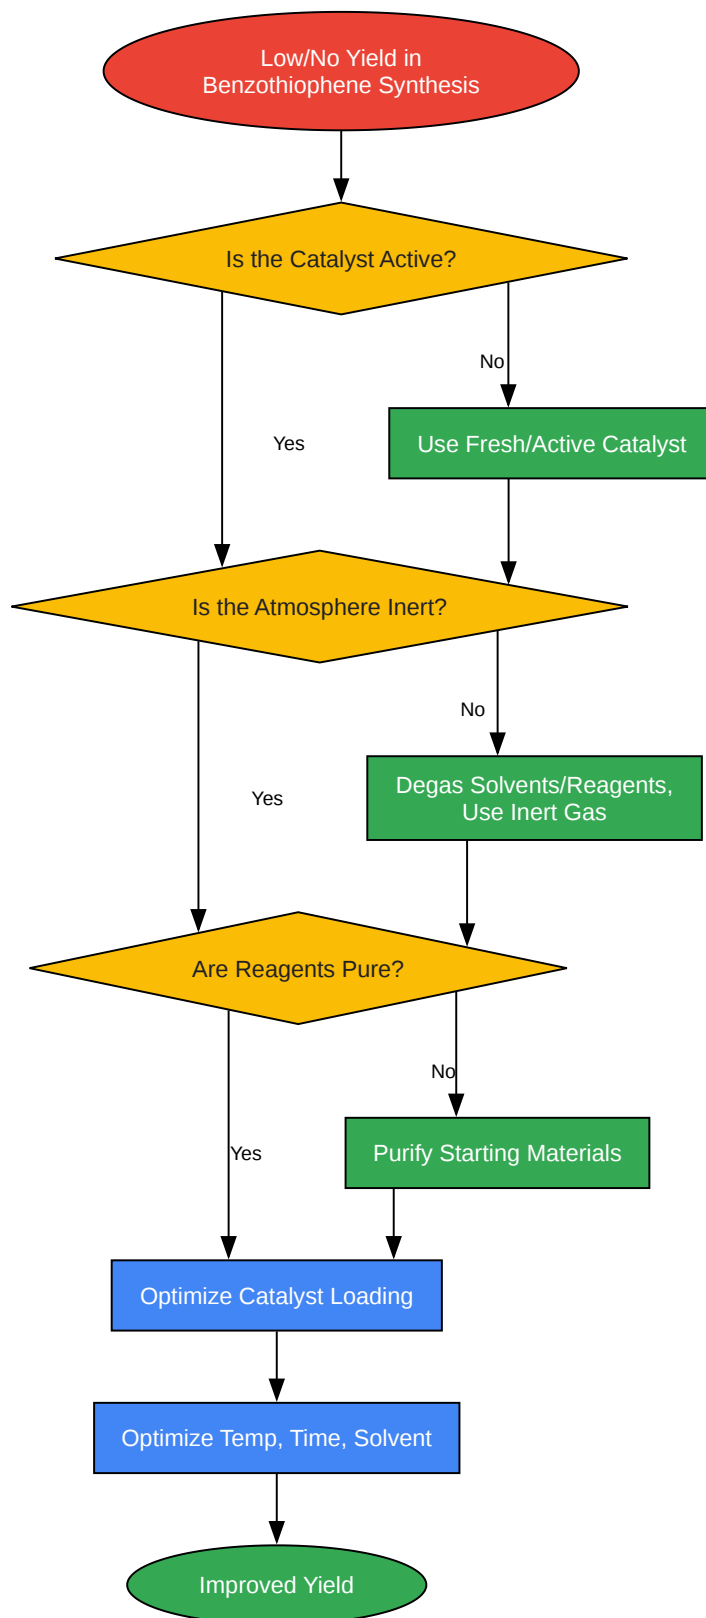 Low/No Yield in
Benzothiophene Synthesis
Is the Catalyst Active?
No
Yes
Use Fresh/Active Catalyst
Is the Atmosphere Inert?
No
Yes
Degas Solvents/Reagents,
Use Inert Gas
Are Reagents Pure?
No
Yes
Purify Starting Materials
Optimize Catalyst Loading
Optimize Temp, Time, Solvent
Improved Yield